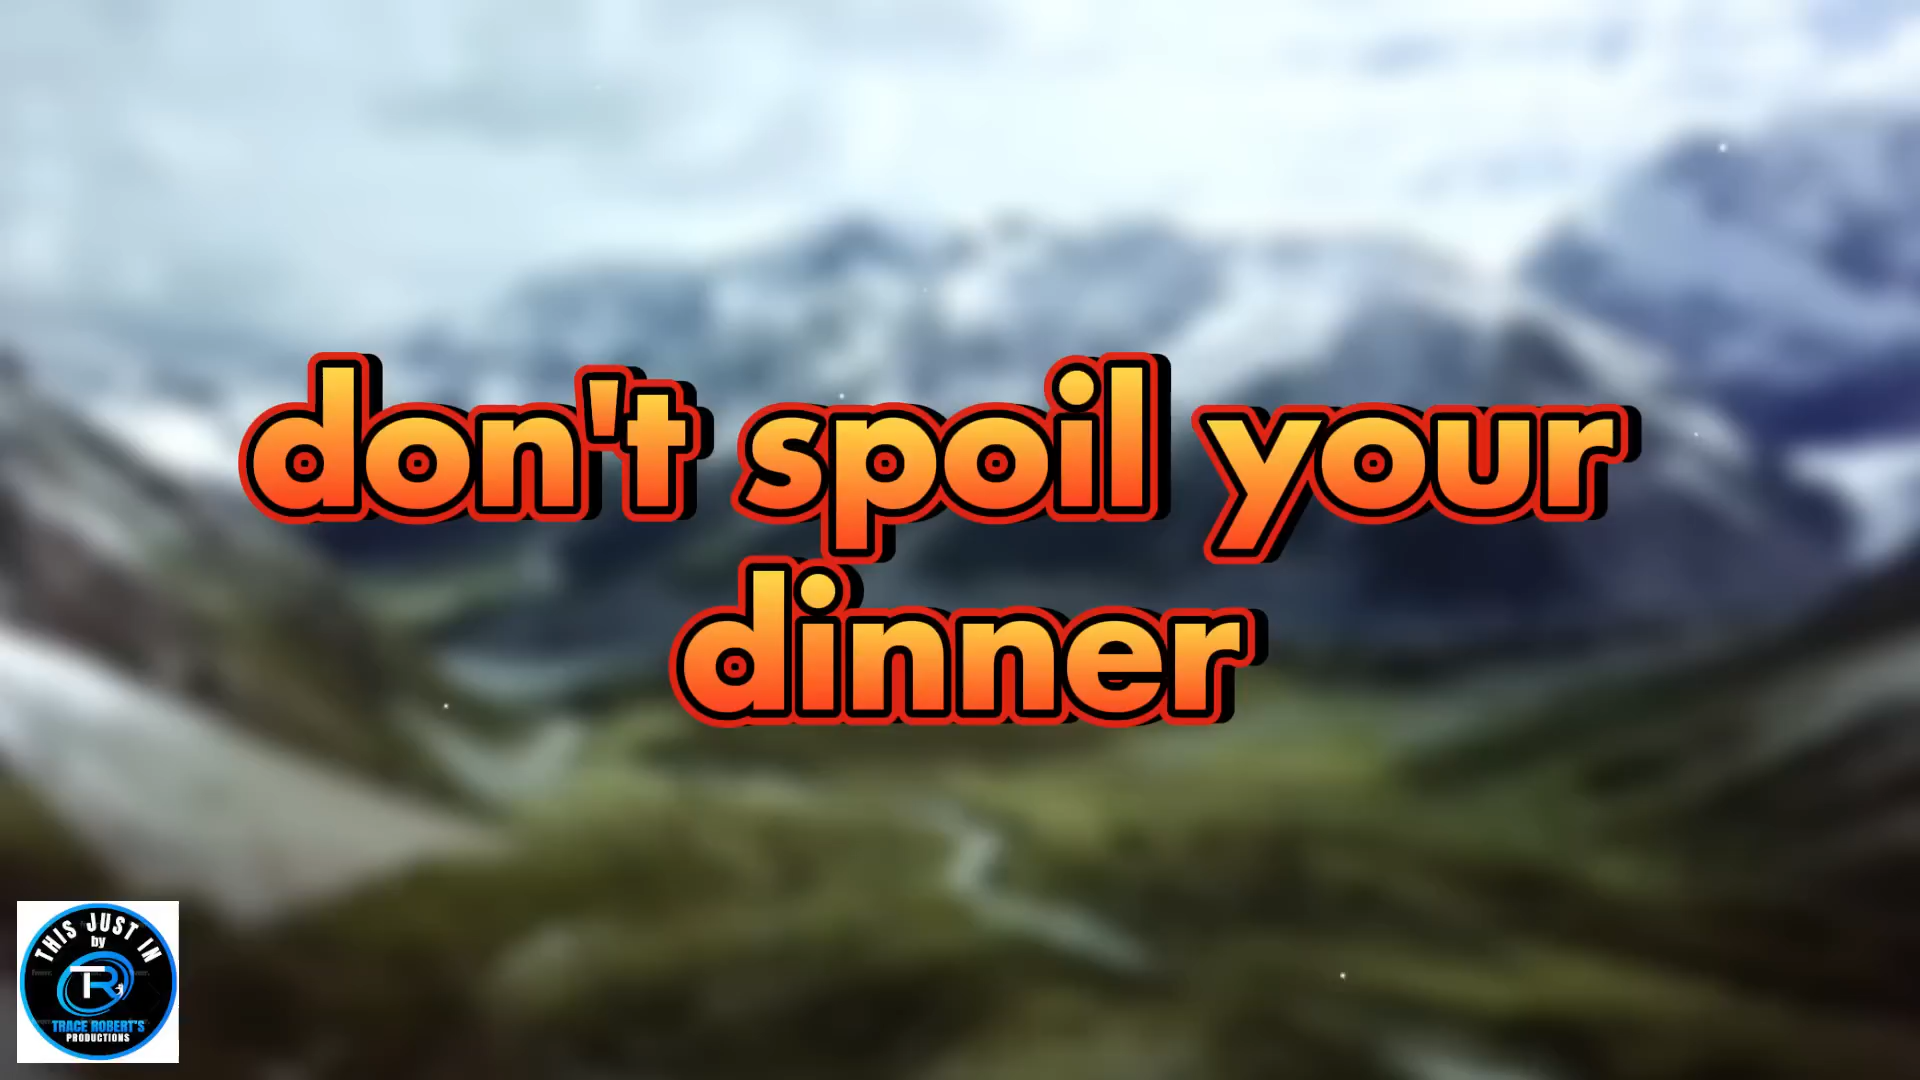 don't spoil your
dinner
THIS JUST IN
by
TR
TRACE ROBERT'S
PRODUCTIONS